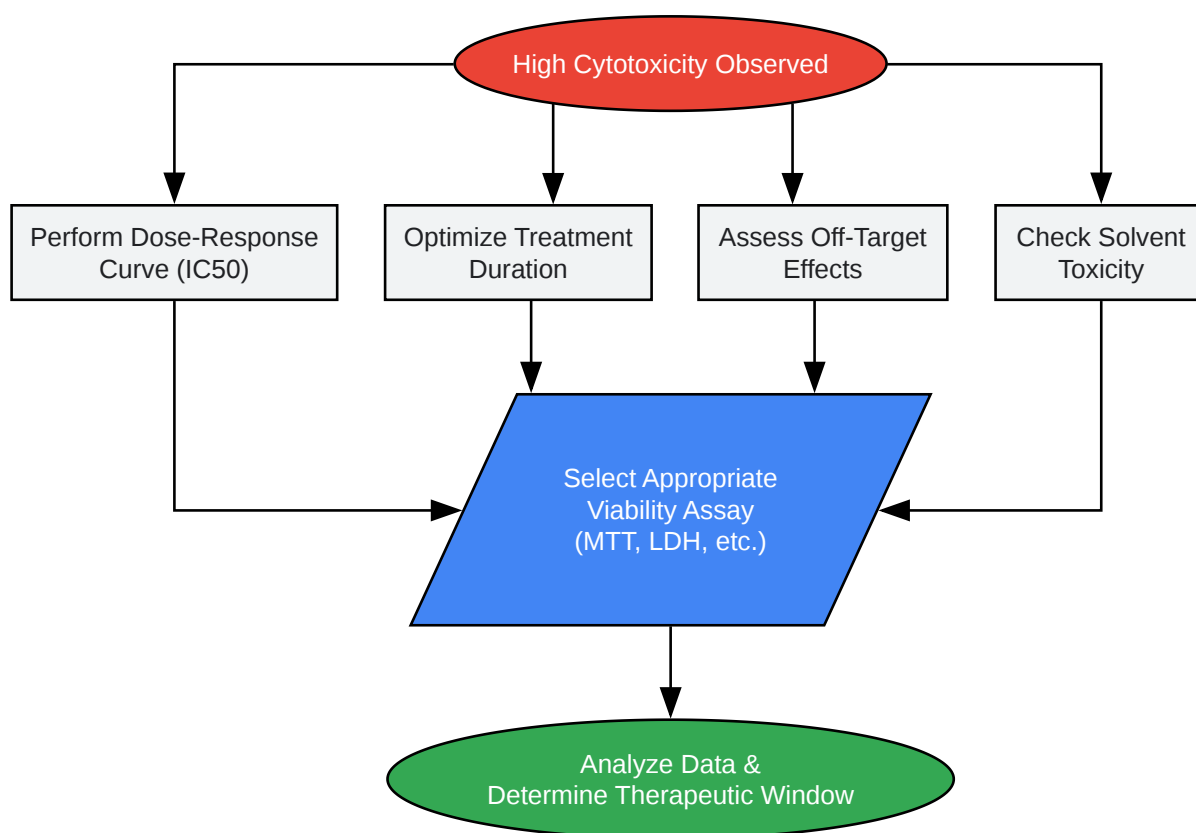 High Cytotoxicity Observed
Perform Dose-Response
Curve (IC50)
Optimize Treatment
Duration
Assess Off-Target
Effects
Check Solvent
Toxicity
Select Appropriate
Viability Assay
(MTT, LDH, etc.)
Analyze Data &
Determine Therapeutic Window